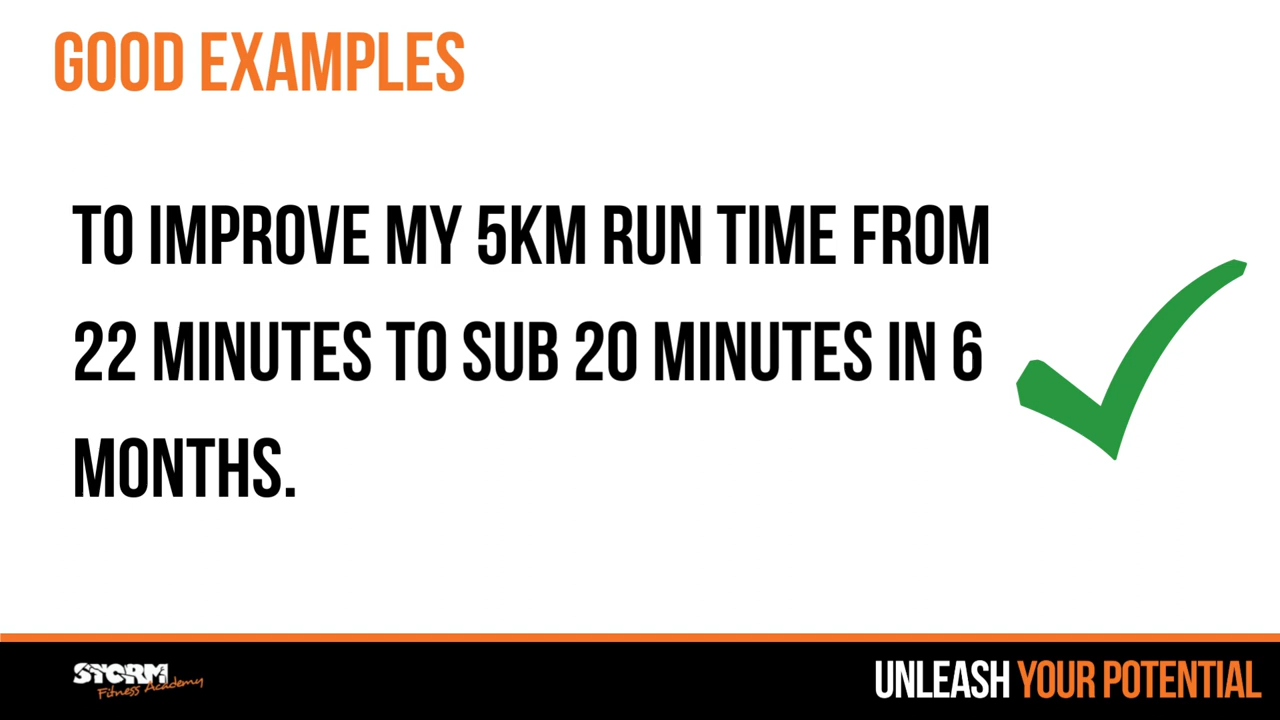 GOOD EXAMPLES
TO IMPROVE MY 5KM RUN TIME FROM
22 MINUTES TO SUB 20 MINUTES IN 6
MONTHS.
STORM
Fitness Academy
UNLEASH YOUR POTENTIAL